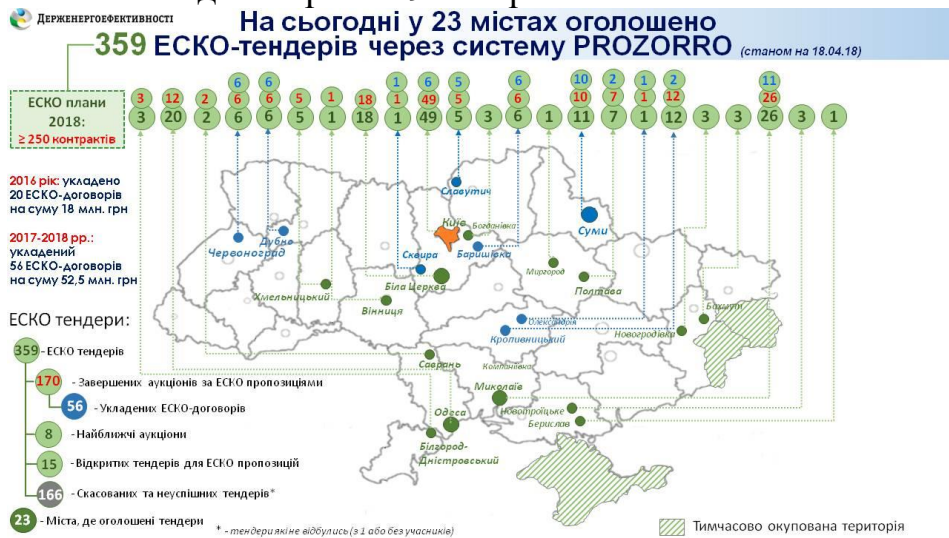 ДЕРЖЕНЕРГОЕФЕКТИВНОСТІ
На сьогодні у 23 містах оголошено
359 ЕСКО-тендерів через систему PROZORRO (станом на 18.04.18)
ЕСКО плани
2018:
≥ 250 контрактів
6 6 1 6 5 6 10 2 1 2 11
3 12 2 6 6 5 1 18 1 49 5 6 10 7 1 12 26
3 20 2 6 6 5 1 18 1 49 5 3 6 1 11 7 1 12 3 3 26 3 1
2016 рік: укладено
20 ЕСКО-договорів
на суму 18 млн. грн
2017-2018 рр.:
укладений
56 ЕСКО-договорів
на суму 52,5 млн. грн
Славутич
Київ
Богданівка
Суми
Дубно
Червоноград
Баришівка
Сквира
Біла Церква
Миргород
Полтава
Хмельницький
Вінниця
Олександрія
Кропивницький
Бахмут
Новогродівка
Саврань
Компаніївка
Миколаїв
Новотроїцьке
Берислав
Одеса
Білгород-
Дністровський
ЕСКО тендери:
359 - ЕСКО тендерів
170 - Завершених аукціонів за ЕСКО пропозиціями
56 - Укладених ЕСКО-договорів
8 - Найближчі аукціони
15 - Відкритих тендерів для ЕСКО пропозицій
166 - Скасованих та неуспішних тендерів*
23 - Міста, де оголошені тендери
* - тендери які не відбулись (з 1 або без учасників)
Тимчасово окупована територія